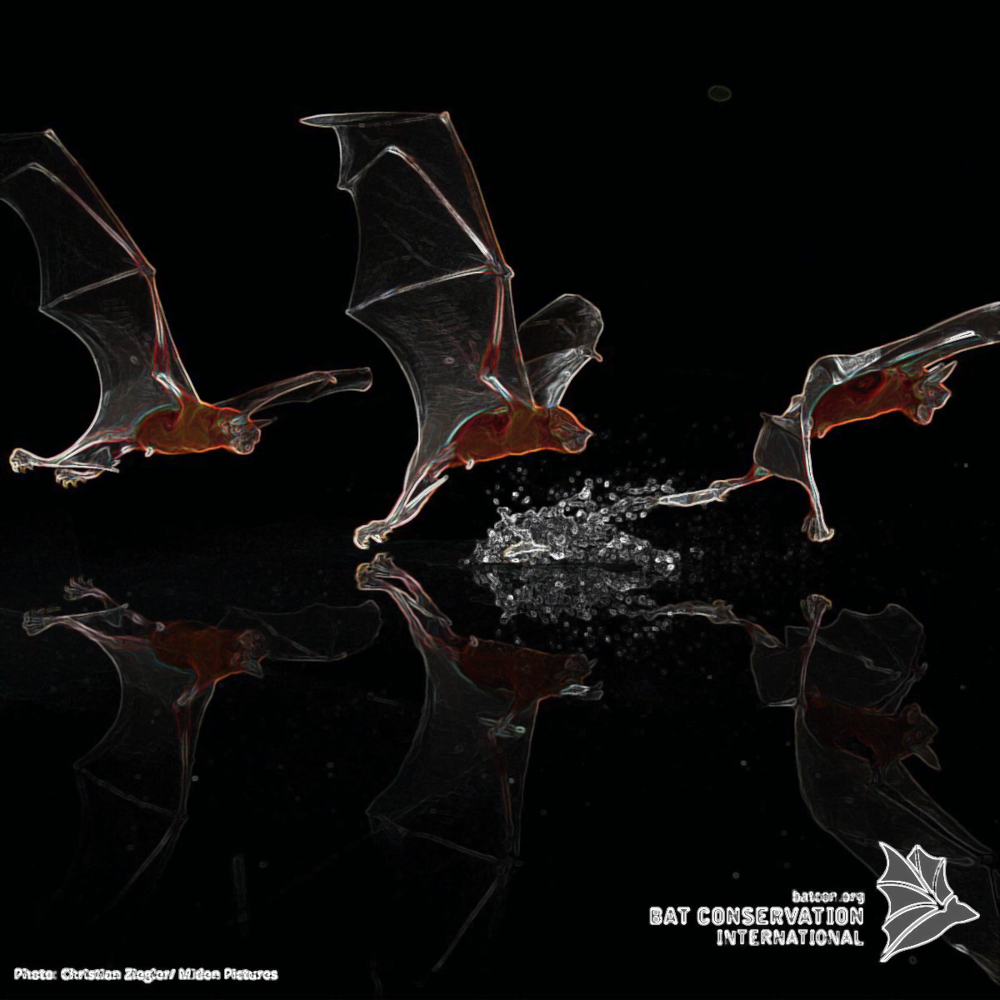 batcon.org
BAT CONSERVATION
INTERNATIONAL
Photo: Christian Ziegler/ Minden Pictures